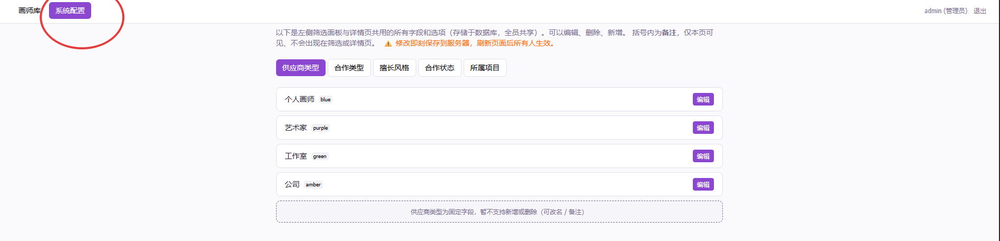 画师库 系统配置 admin (管理员) 退出
以下是左侧筛选面板与详情页共用的所有字段和选项（存储于数据库，全员共享）。可以编辑、删除、新增。 括号内为备注，仅本页可
见、不会出现在筛选或详情页。 ⚠️ 修改即刻保存到服务器，刷新页面后所有人生效。
供应商类型 合作类型 擅长风格 合作状态 所属项目
个人画师 blue 编辑
艺术家 purple 编辑
工作室 green 编辑
公司 amber 编辑
供应商类型为固定字段，暂不支持新增或删除（可改名 / 备注）